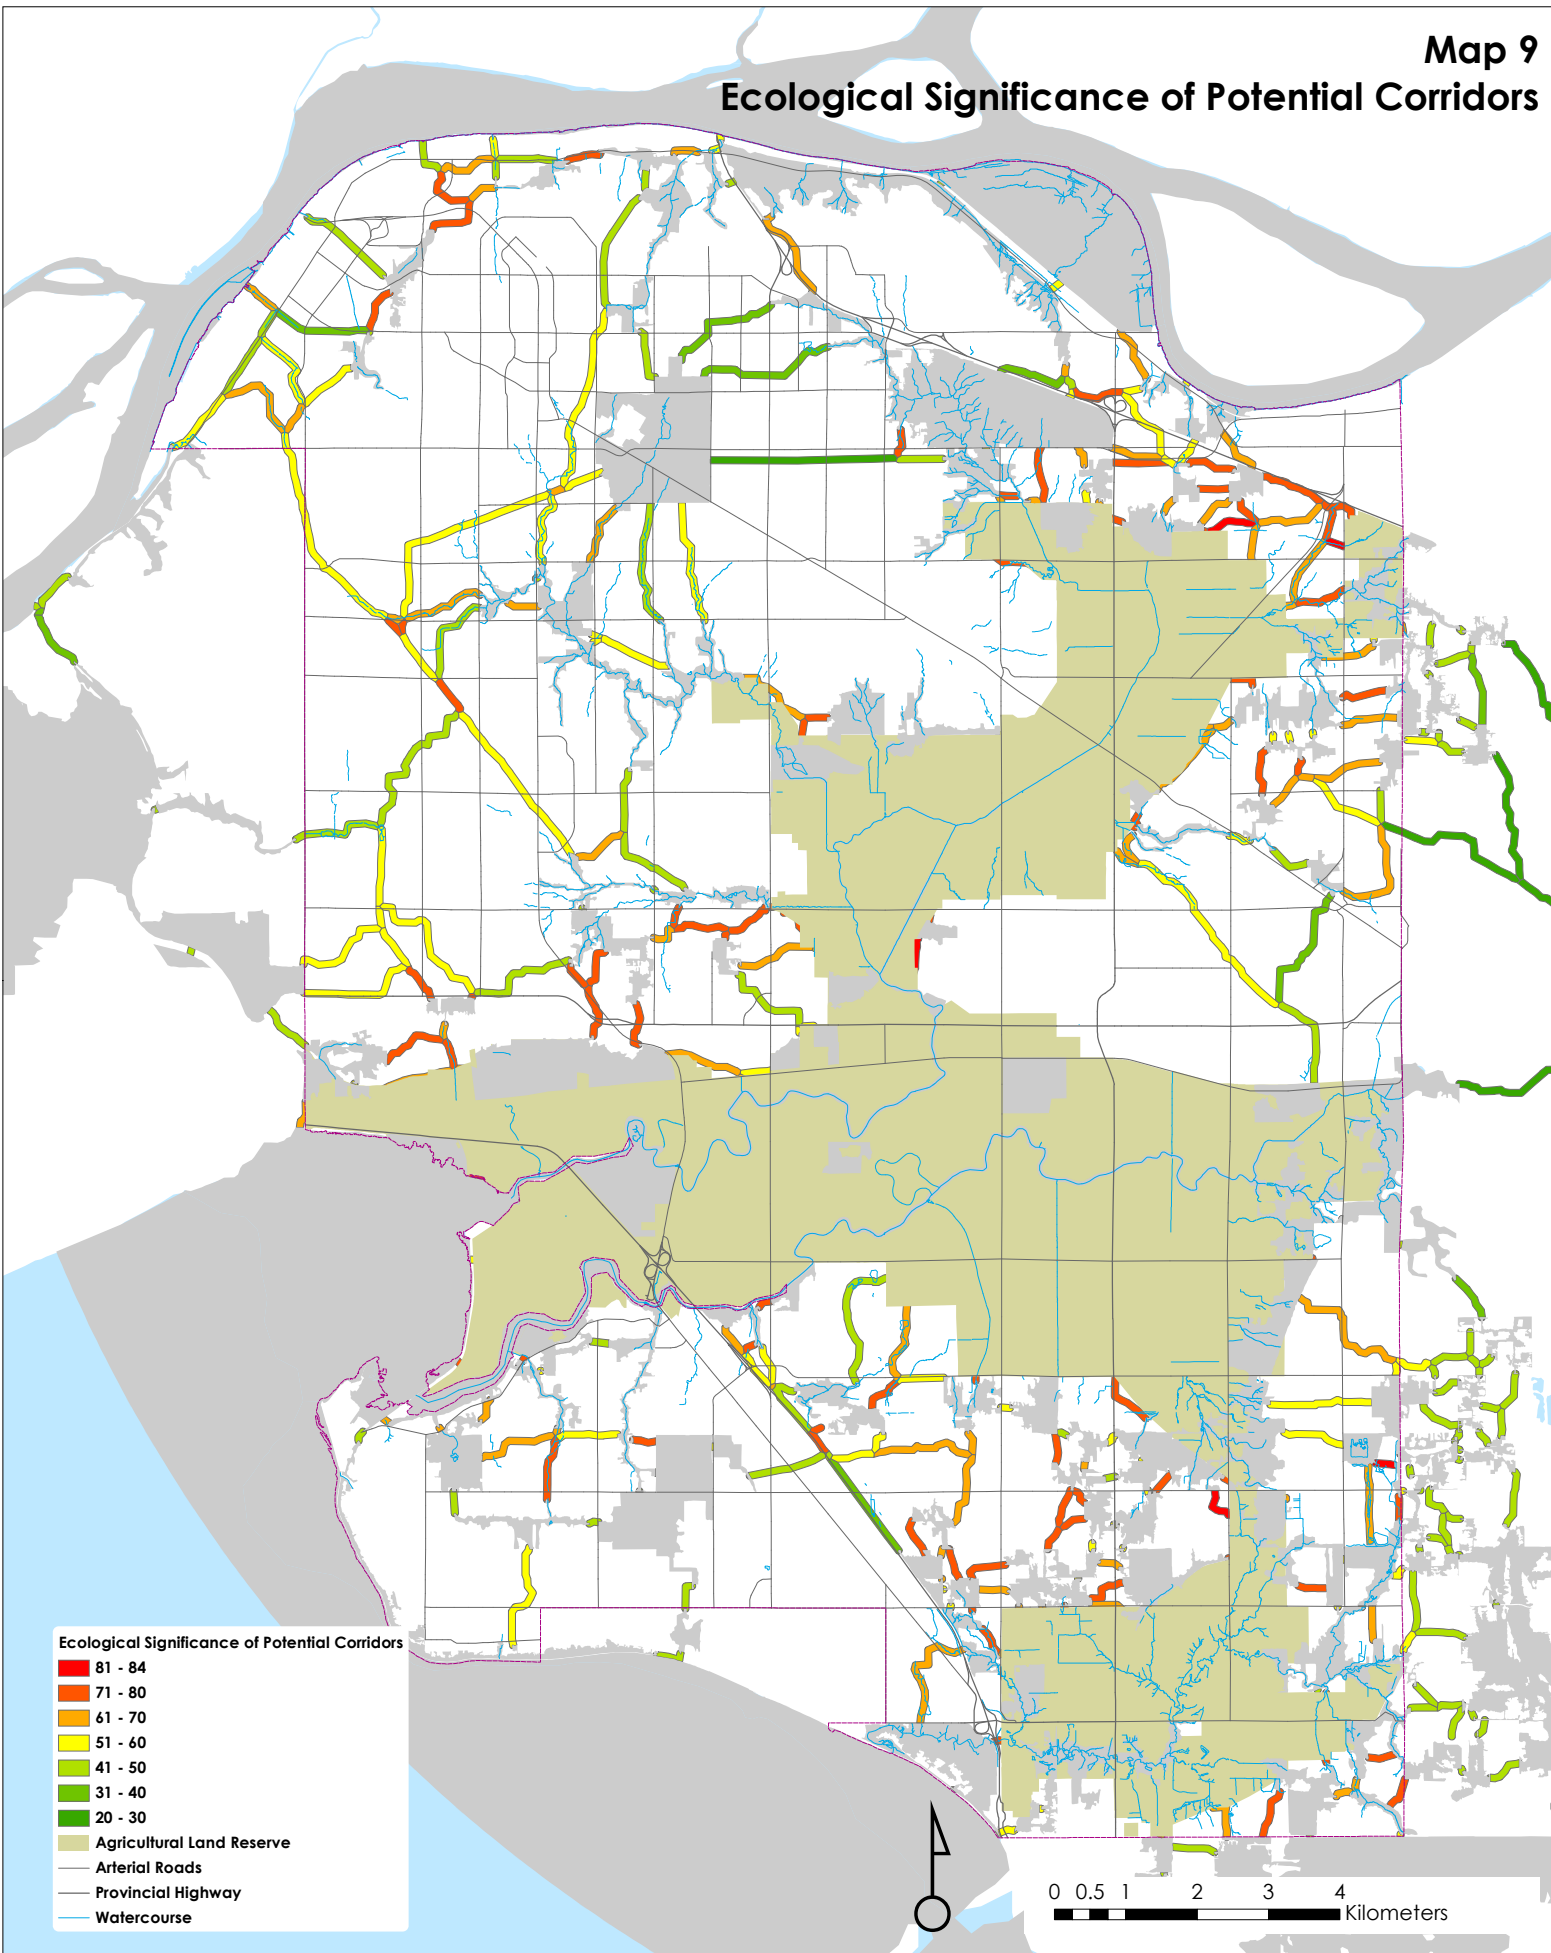 Map 9
Ecological Significance of Potential Corridors
Ecological Significance of Potential Corridors
81 - 84
71 - 80
61 - 70
51 - 60
41 - 50
31 - 40
20 - 30
Agricultural Land Reserve
Arterial Roads
Provincial Highway
Watercourse
0 0.5 1 2 3 4
Kilometers